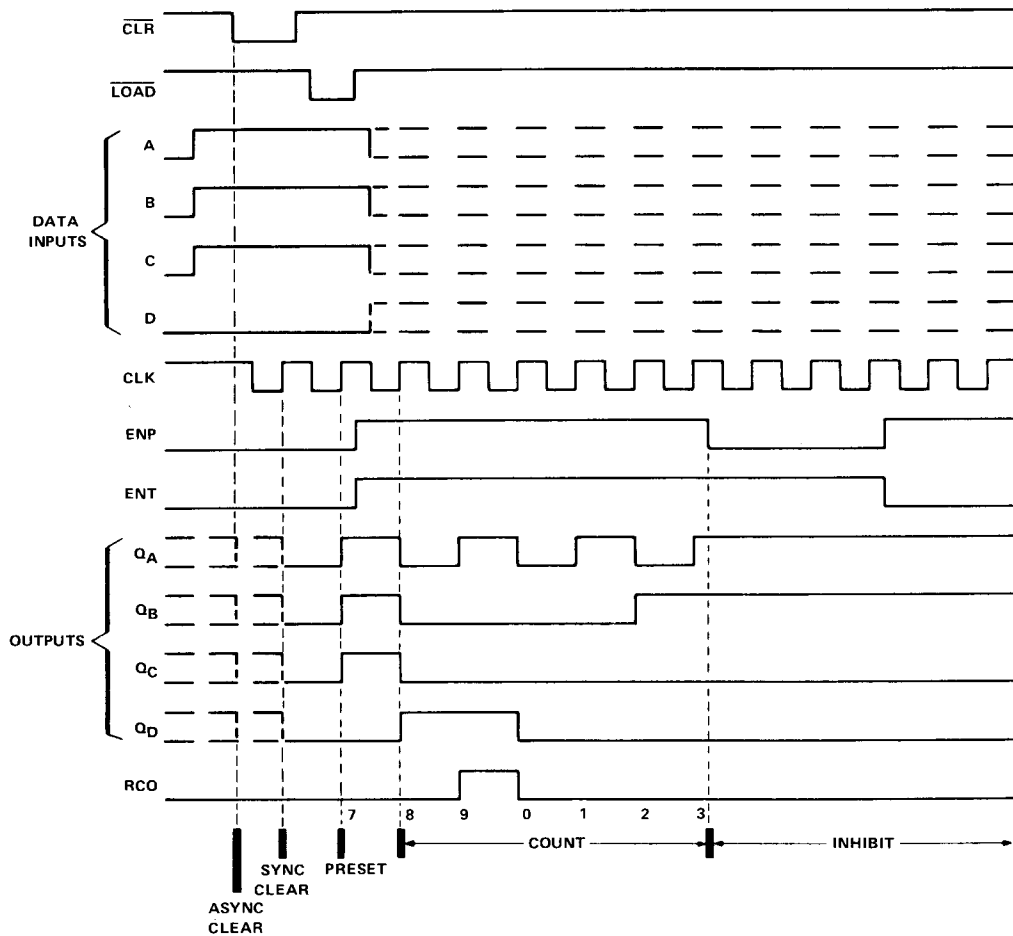 CLR
LOAD
A
B
DATA
INPUTS
C
D
CLK
ENP
ENT
QA
QB
OUTPUTS
QC
QD
RCO
7 8 9 0 1 2 3
SYNC
CLEAR
PRESET
COUNT
INHIBIT
ASYNC
CLEAR